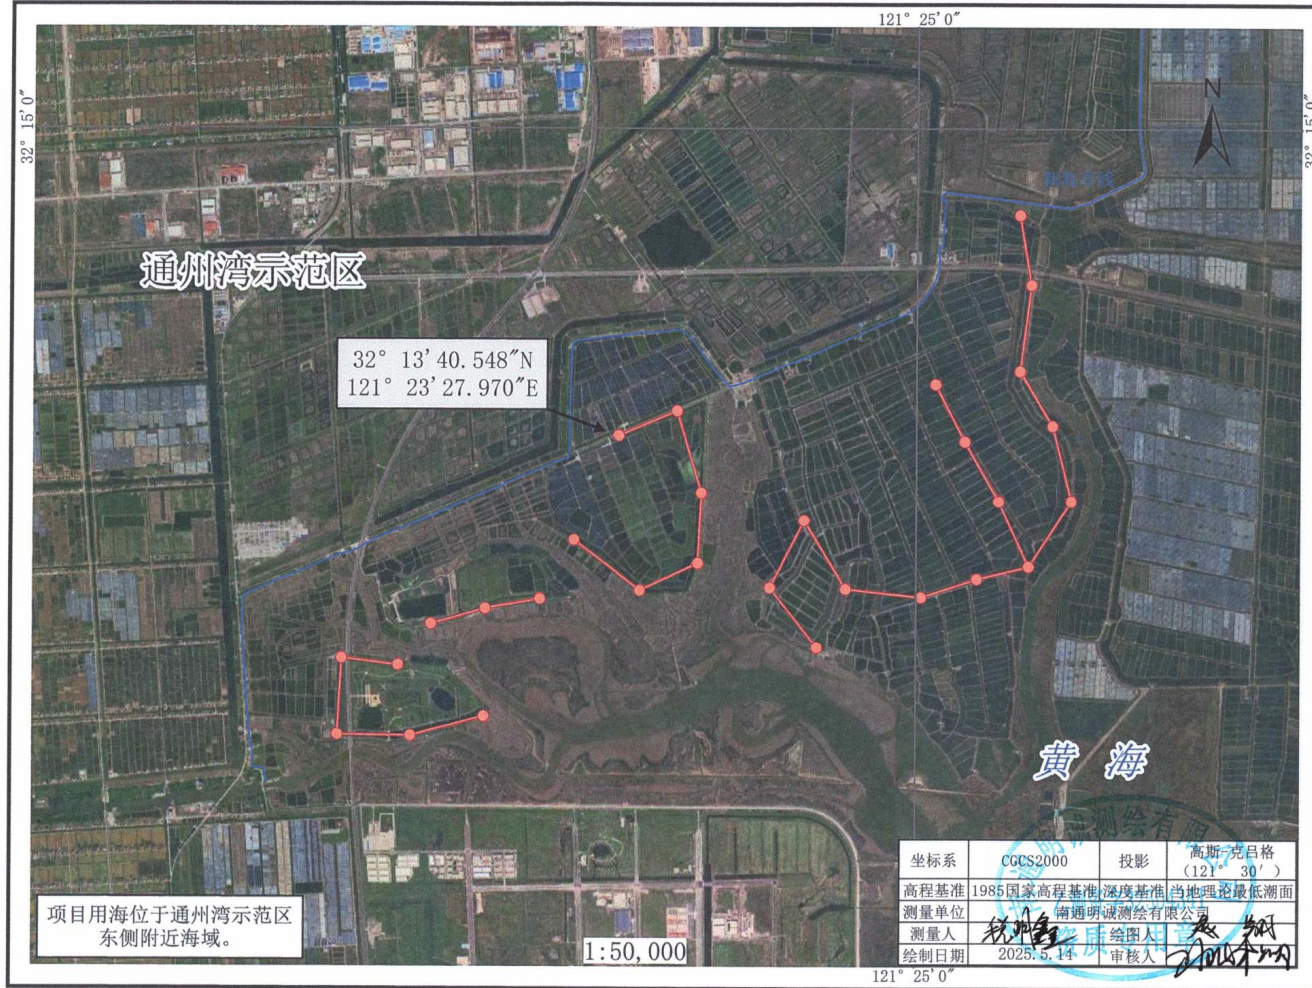 121° 25′0″
32° 15′0″
32° 15′0″
N
通州湾示范区
32° 13′40.548″N
121° 23′27.970″E
黄 海
项目用海位于通州湾示范区
东侧附近海域。
1:50,000
坐标系 CGCS2000 投影 高斯-克吕格
(121° 30′)
高程基准 1985国家高程基准 深度基准 当地理论最低潮面
测量单位 南通明诚测绘有限公司
测量人 绘图人
绘制日期 2025.5.14 审核人
121° 25′0″